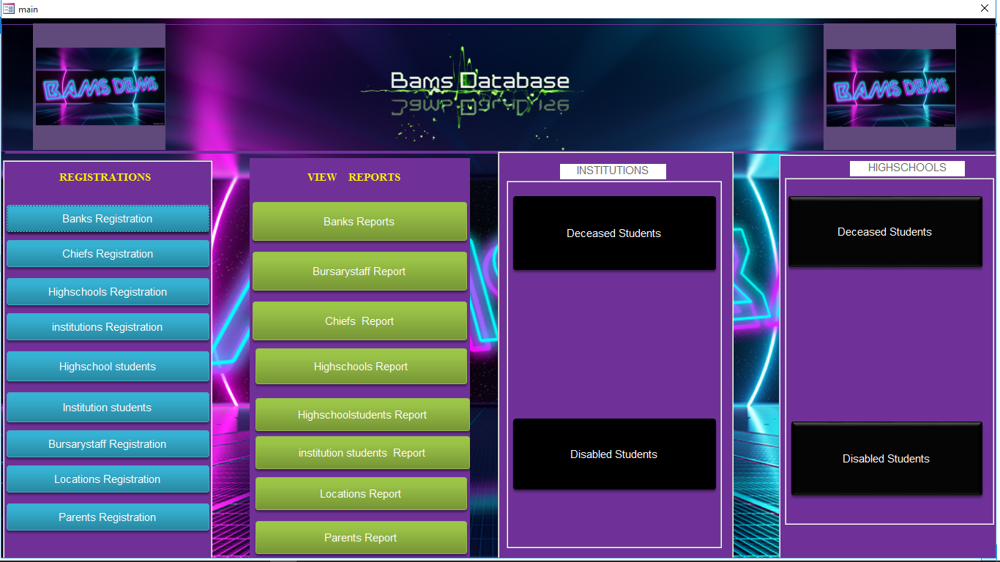 main
BAMS DBMS
Bams Database
BAMS DBMS
REGISTRATIONS
Banks Registration
Chiefs Registration
Highschools Registration
institutions Registration
Highschool students
Institution students
Bursarystaff Registration
Locations Registration
Parents Registration
VIEW REPORTS
Banks Reports
Bursarystaff Report
Chiefs Report
Highschools Report
Highschoolstudents Report
institution students Report
Locations Report
Parents Report
INSTITUTIONS
Deceased Students
Disabled Students
HIGHSCHOOLS
Deceased Students
Disabled Students